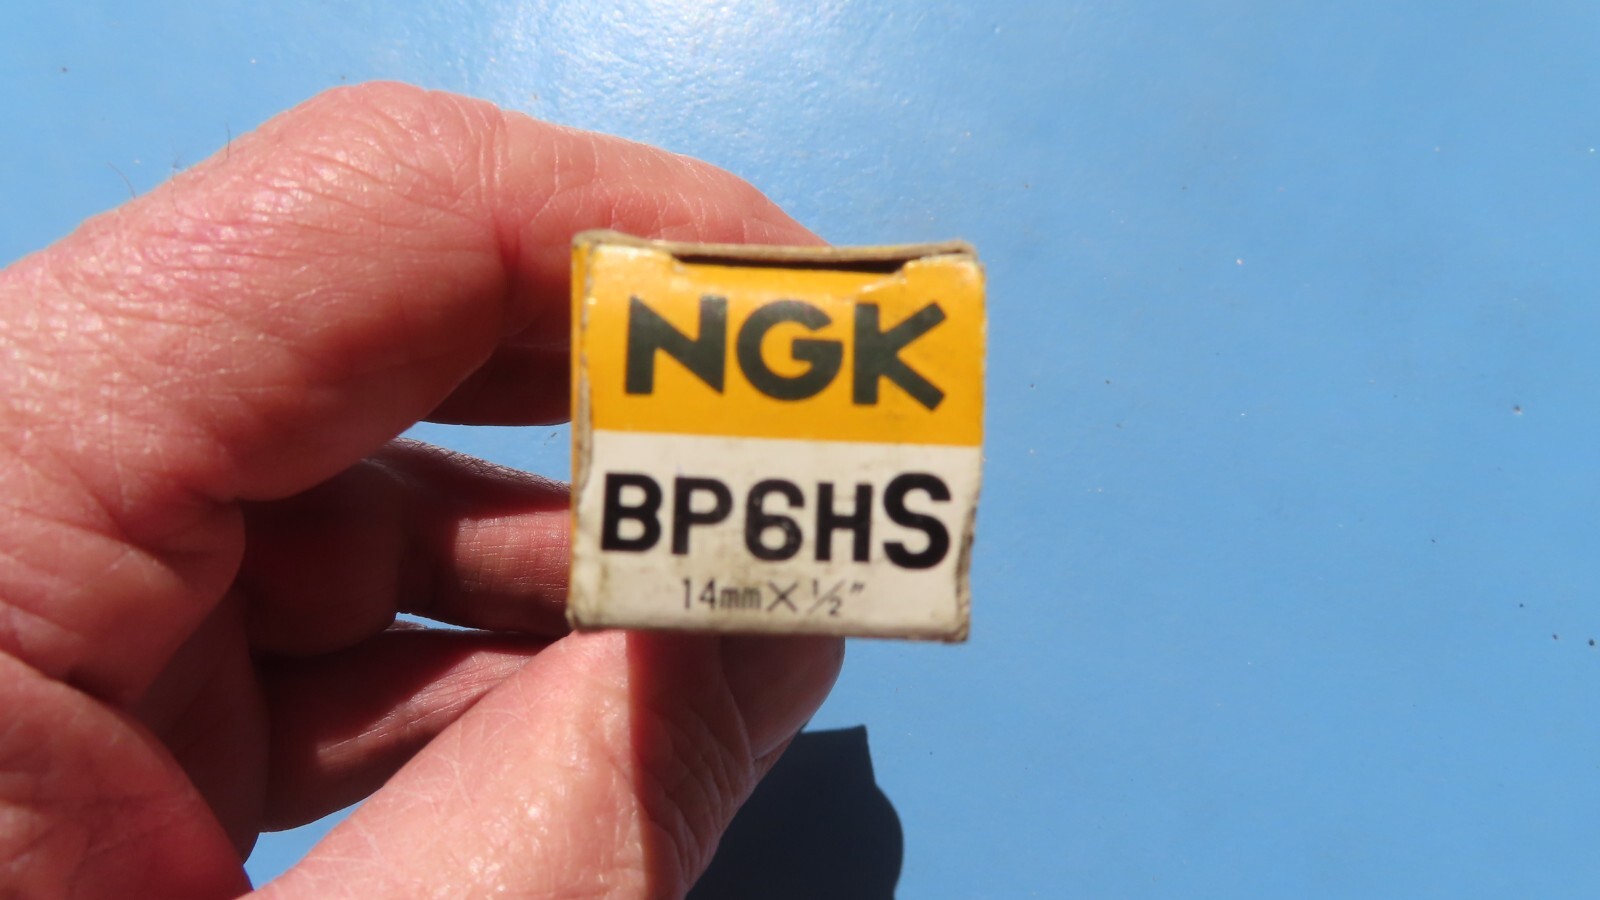 NGK
BP6HS
14mm X 1/2"